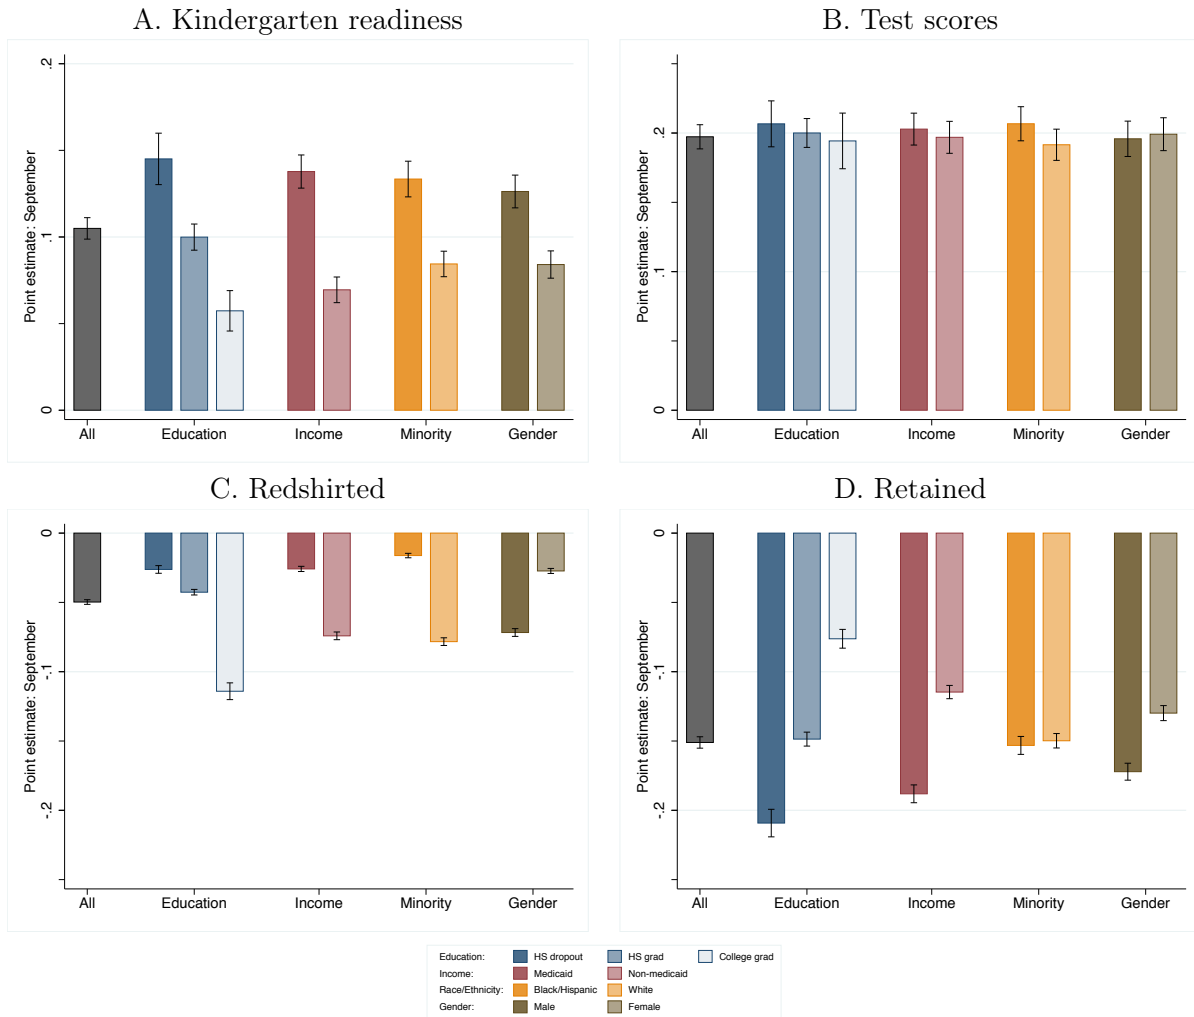 A. Kindergarten readiness
Point estimate: September
.2
.1
0
All Education Income Minority Gender
B. Test scores
Point estimate: September
.2
.1
0
All Education Income Minority Gender
C. Redshirted
Point estimate: September
0
-.1
-.2
All Education Income Minority Gender
D. Retained
Point estimate: September
0
-.1
-.2
All Education Income Minority Gender
Education: HS dropout HS grad College grad
Income: Medicaid Non-medicaid
Race/Ethnicity: Black/Hispanic White
Gender: Male Female